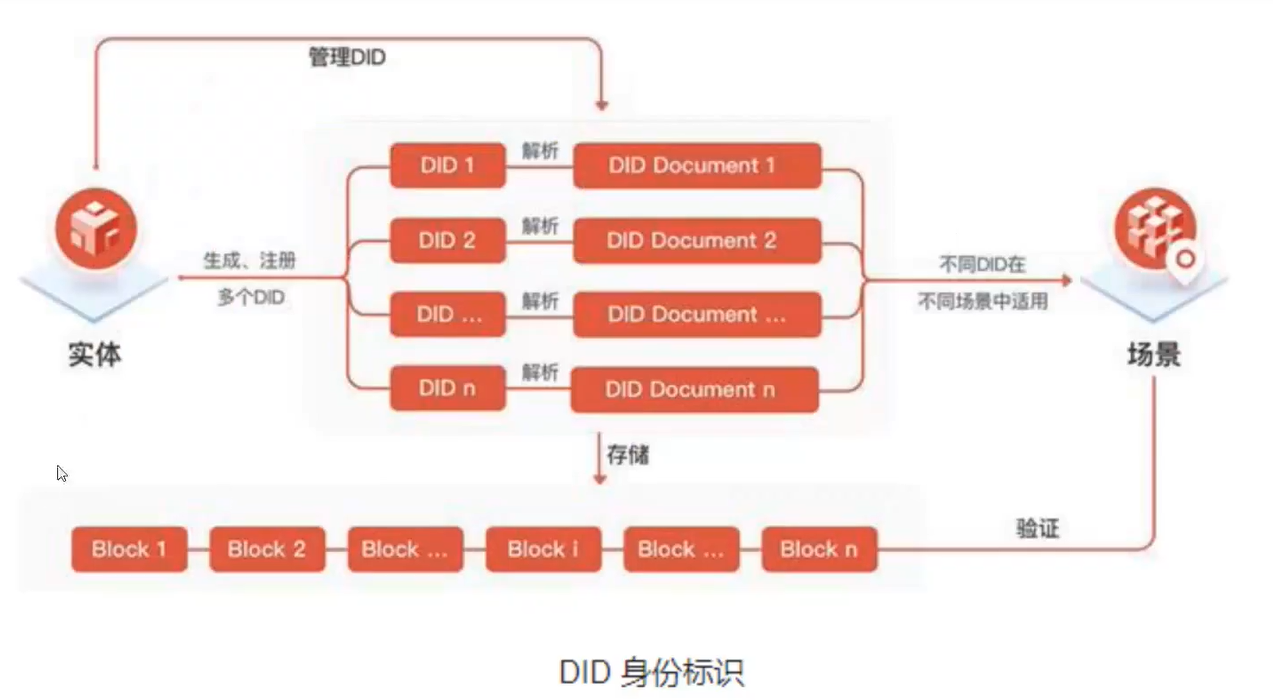 管理DID
DID 1
解析
DID Document 1
DID 2
解析
DID Document 2
生成、注册
多个DID
不同DID在
不同场景中适用
DID ...
解析
DID Document ...
实体
场景
DID n
解析
DID Document n
存储
Block 1
Block 2
Block ...
Block i
Block ...
Block n
验证
DID 身份标识